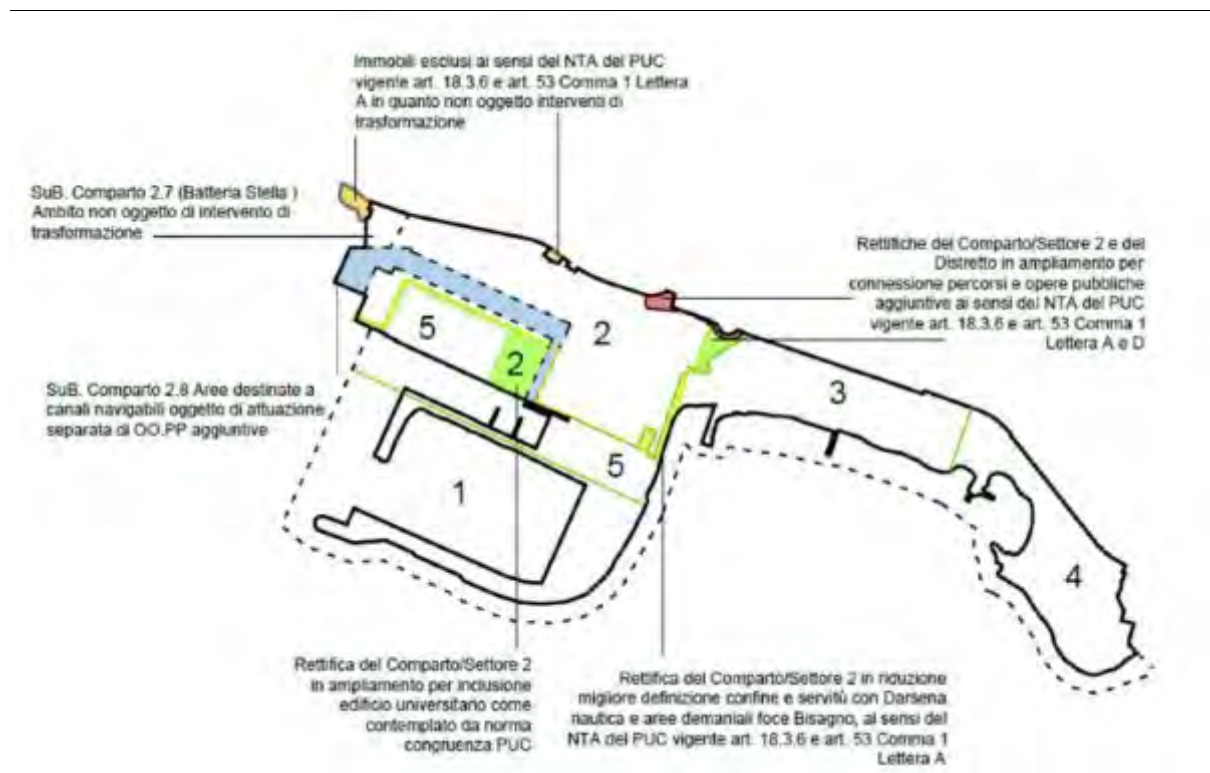 Immobili esclusi ai sensi del NTA del PUC
vigente art. 18.3.6 e art. 53 Comma 1 Lettera
A in quanto non oggetto interventi di
trasformazione
SuB. Comparto 2.7 (Batteria Stella )
Ambito non oggetto di intervento di
trasformazione
Rettifiche del Comparto/Settore 2 e del
Distretto in ampliamento per
connessione percorsi e opere pubbliche
aggiuntive ai sensi del NTA del PUC
vigente art. 18.3.6 e art. 53 Comma 1
Lettera A e D
5
2
2
3
SuB. Comparto 2.8 Aree destinate a
canali navigabili oggetto di attuazione
separata di OO.PP aggiuntive
5
1
4
Rettifica del Comparto/Settore 2
in ampliamento per inclusione
edificio universitario come
contemplato da norma
congruenza PUC
Rettifica del Comparto/Settore 2 in riduzione
migliore definizione confine e servitù con Darsena
nautica e aree demaniali foce Bisagno, ai sensi del
NTA del PUC vigente art. 18.3.6 e art. 53 Comma 1
Lettera A